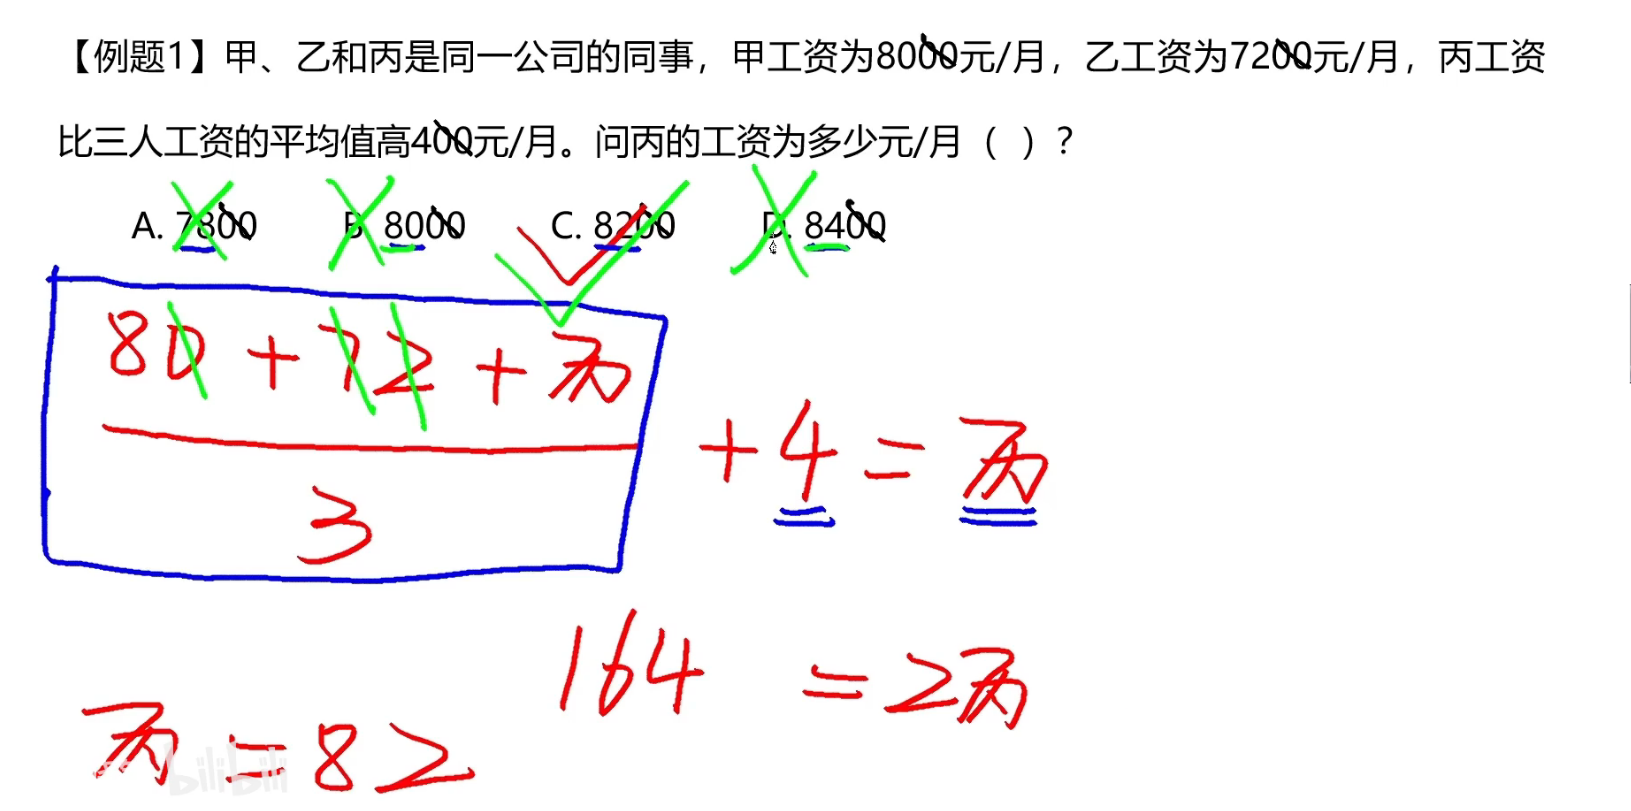 【例题1】甲、乙和丙是同一公司的同事，甲工资为8000元/月，乙工资为7200元/月，丙工资
比三人工资的平均值高400元/月。问丙的工资为多少元/月（ ）？
A. 7800 B. 8000 C. 8200 D. 8400
80 + 72 + 丙
3
+ 4 = 丙
164 = 2丙
丙 = 82
bilibili